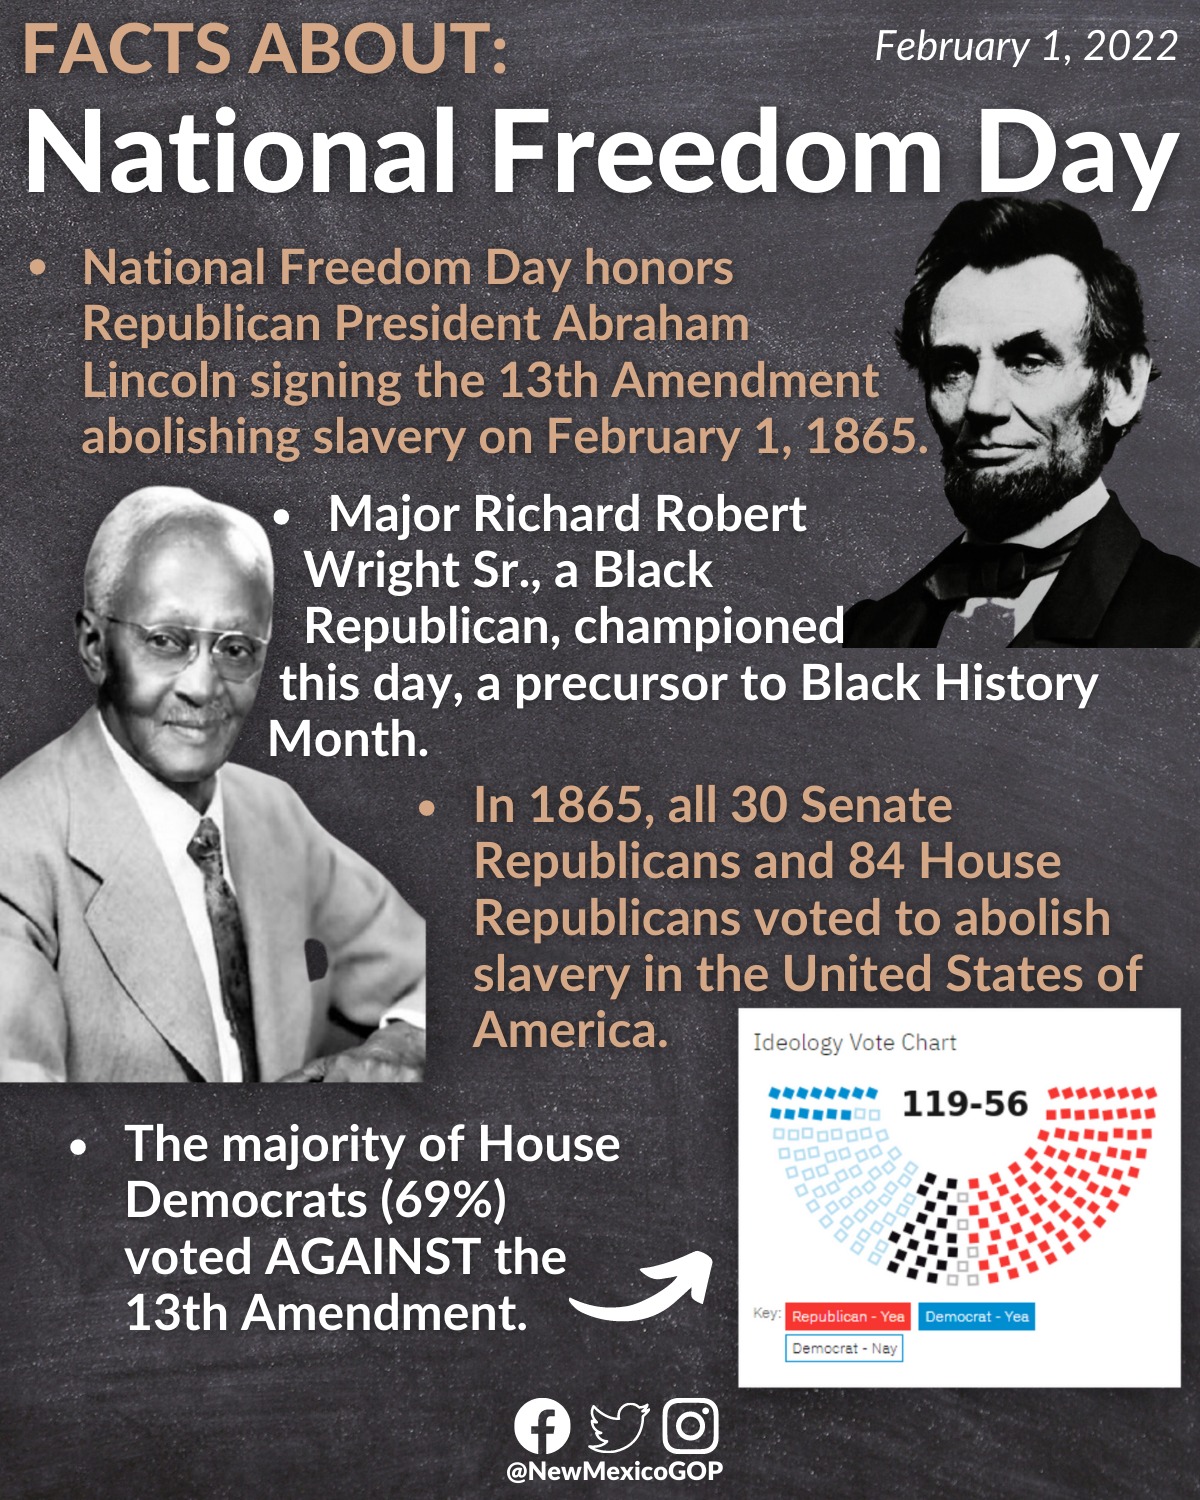 FACTS ABOUT:
February 1, 2022
National Freedom Day
• National Freedom Day honors
Republican President Abraham
Lincoln signing the 13th Amendment
abolishing slavery on February 1, 1865.
• Major Richard Robert
Wright Sr., a Black
Republican, championed
this day, a precursor to Black History
Month.
• In 1865, all 30 Senate
Republicans and 84 House
Republicans voted to abolish
slavery in the United States of
America.
• The majority of House
Democrats (69%)
voted AGAINST the
13th Amendment.
Ideology Vote Chart
119-56
Key: Republican - Yea Democrat - Yea
Democrat - Nay
@NewMexicoGOP